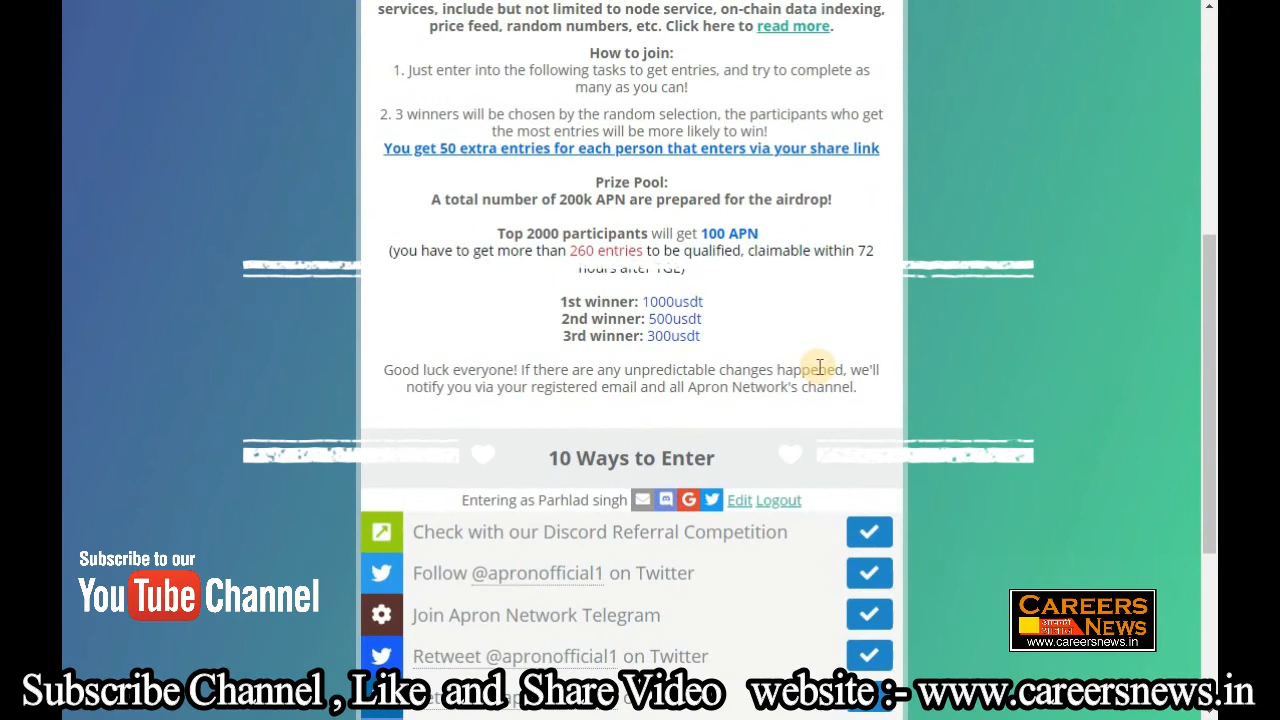 services, include but not limited to node service, on-chain data indexing,
price feed, random numbers, etc. Click here to read more.
How to join:
1. Just enter into the following tasks to get entries, and try to complete as
many as you can!
2. 3 winners will be chosen by the random selection, the participants who get
the most entries will be more likely to win!
You get 50 extra entries for each person that enters via your share link
Prize Pool:
A total number of 200k APN are prepared for the airdrop!
Top 2000 participants will get 100 APN
(you have to get more than 260 entries to be qualified, claimable within 72
hours after TGE)
1st winner: 1000usdt
2nd winner: 500usdt
3rd winner: 300usdt
Good luck everyone! If there are any unpredictable changes happened, we'll
notify you via your registered email and all Apron Network's channel.
10 Ways to Enter
Entering as Parhlad singh Edit Logout
Check with our Discord Referral Competition
Follow @apronofficial1 on Twitter
Join Apron Network Telegram
Retweet @apronofficial1 on Twitter
Subscribe to our
YouTube Channel
CAREERS
NEWS
www.careersnews.in
Subscribe Channel , Like and Share Video website :- www.careersnews.in